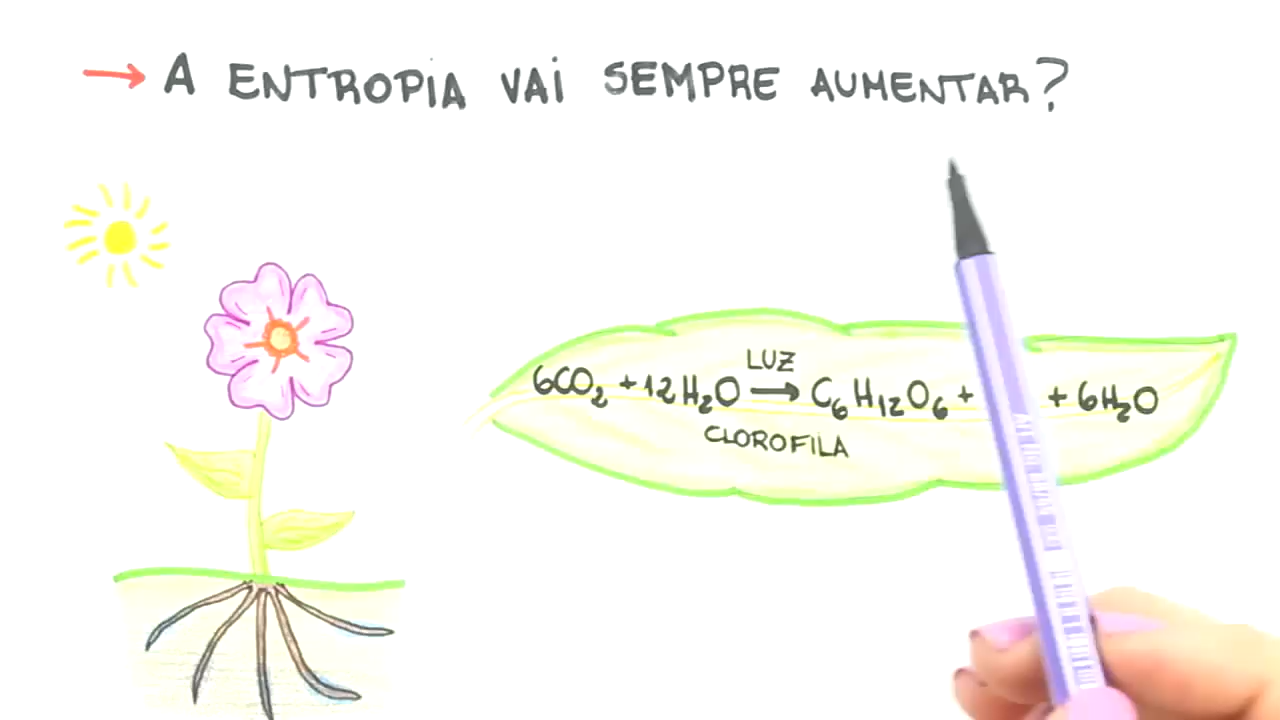 → A ENTROPIA VAI SEMPRE AUMENTAR?
LUZ
6CO₂ + 12H₂O → C₆H₁₂O₆ + + 6H₂O
CLOROFILA